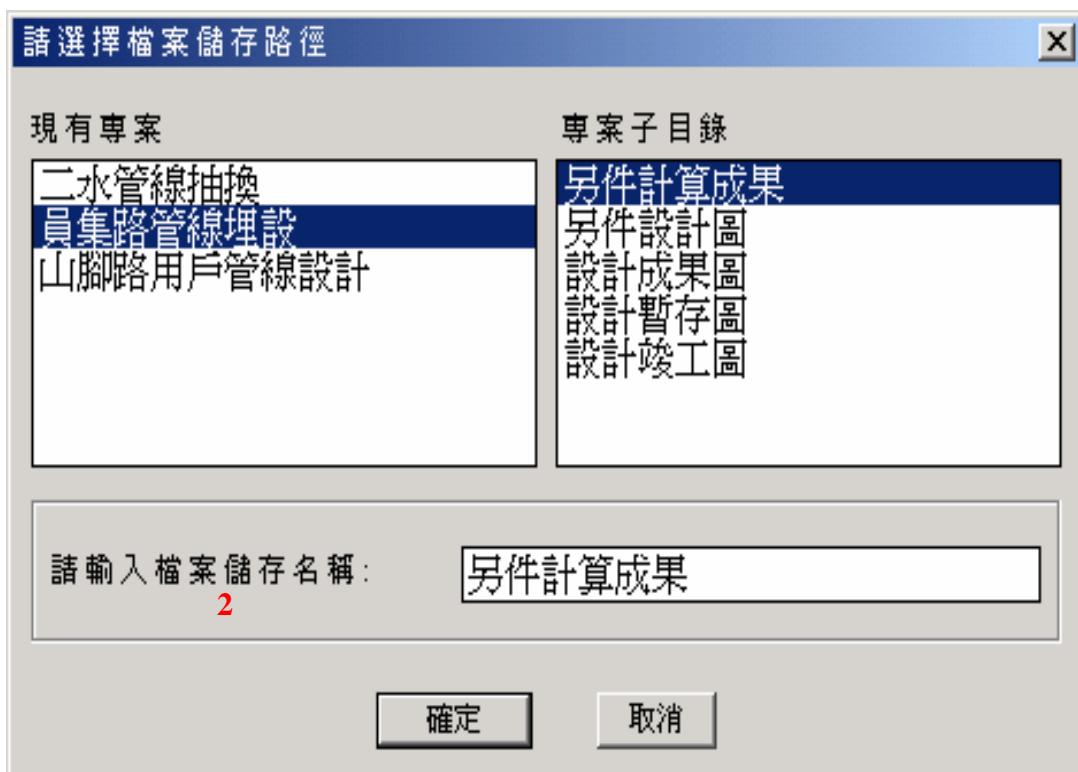 請選擇檔案儲存路徑
現有專案
專案子目錄
二水管線抽換
員集路管線埋設
山腳路用戶管線設計
另件計算成果
另件設計圖
設計成果圖
設計暫存圖
設計竣工圖
請輸入檔案儲存名稱:
另件計算成果
2
確定
取消